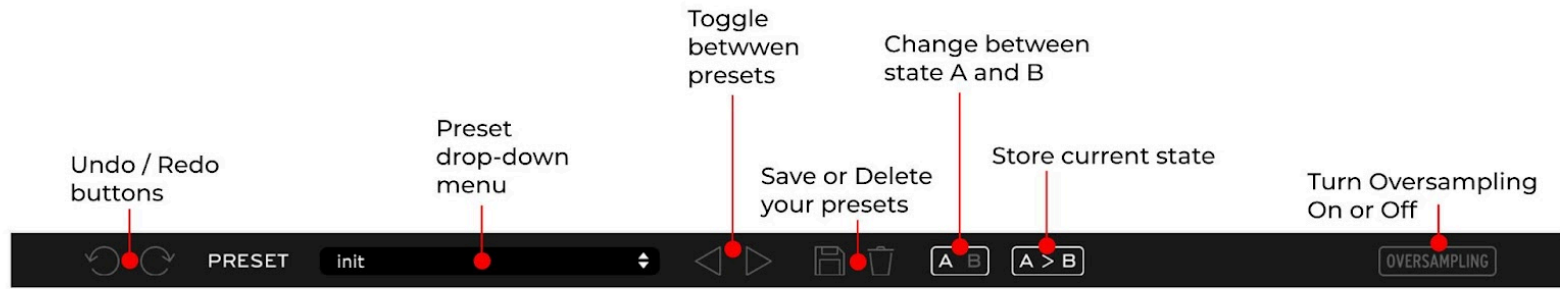 Toggle
betwwen
presets
Change between
state A and B
Preset
drop-down
menu
Undo / Redo
buttons
Save or Delete
your presets
Store current state
Turn Oversampling
On or Off
PRESET
init
A B
A > B
OVERSAMPLING